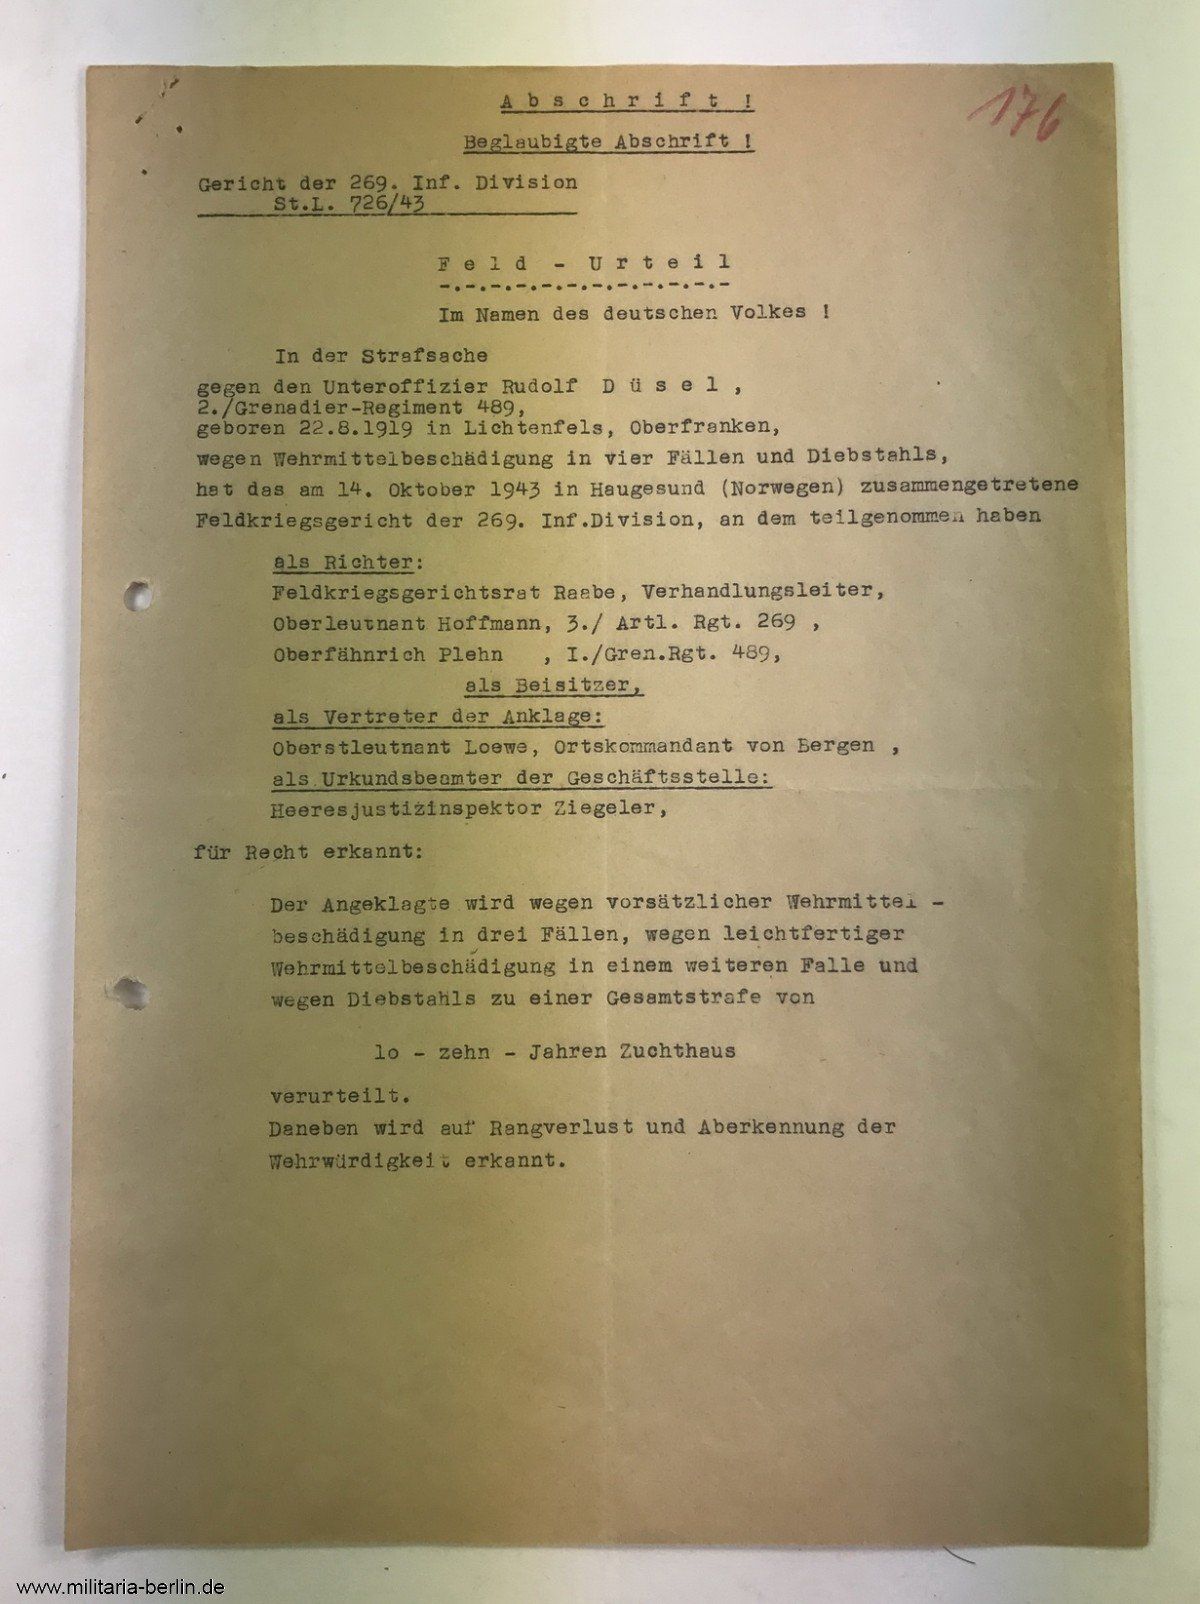 176
A b s c h r i f t !
Beglaubigte Abschrift !
Gericht der 269. Inf. Division
St.L. 726/43
F e l d - U r t e i l
-.-.-.-.-.-.-.-.-.-.-.-
Im Namen des deutschen Volkes !
In der Strafsache
gegen den Unteroffizier Rudolf D ü s e l ,
2./Grenadier-Regiment 489,
geboren 22.8.1919 in Lichtenfels, Oberfranken,
wegen Wehrmittelbeschädigung in vier Fällen und Diebstahls,
hat das am 14. Oktober 1943 in Haugesund (Norwegen) zusammengetretene
Feldkriegsgericht der 269. Inf.Division, an dem teilgenommen haben
als Richter:
Feldkriegsgerichtsrat Raabe, Verhandlungsleiter,
Oberleutnant Hoffmann, 3./ Artl. Rgt. 269 ,
Oberfähnrich Plehn , I./Gren.Rgt. 489,
als Beisitzer,
als Vertreter der Anklage:
Oberstleutnant Loewe, Ortskommandant von Bergen ,
als Urkundsbeamter der Geschäftsstelle:
Heeresjustizinspektor Ziegeler,
für Recht erkannt:
Der Angeklagte wird wegen vorsätzlicher Wehrmittel -
beschädigung in drei Fällen, wegen leichtfertiger
Wehrmittelbeschädigung in einem weiteren Falle und
wegen Diebstahls zu einer Gesamtstrafe von
lo - zehn - Jahren Zuchthaus
verurteilt.
Daneben wird auf Rangverlust und Aberkennung der
Wehrwürdigkeit erkannt.
www.militaria-berlin.de